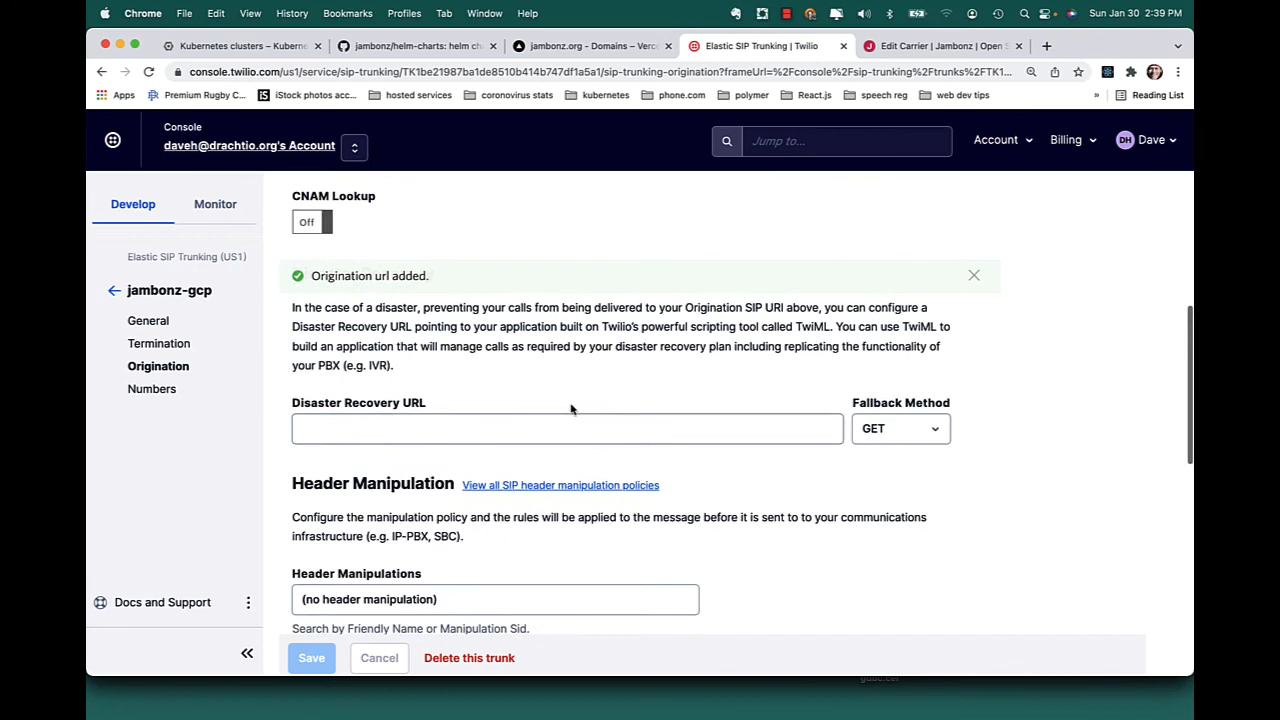 Chrome File Edit View History Bookmarks Profiles Tab Window Help Sun Jan 30 2:39 PM
Kubernetes clusters – Kuberne
jambonz/helm-charts: helm ch
jambonz.org - Domains – Verce
Elastic SIP Trunking | Twilio
Edit Carrier | Jambonz | Open S
console.twilio.com/us1/service/sip-trunking/TK1be21987ba1de8510b414b747df1a5a1/sip-trunking-origination?frameUrl=%2Fconsole%2Fsip-trunking%2Ftrunks%2FTK1...
Apps Premium Rugby C... iStock photos acc... hosted services coronovirus stats kubernetes phone.com polymer React.js speech reg web dev tips » Reading List
Console
daveh@drachtio.org's Account
Jump to...
Account Billing DH Dave
Develop Monitor
Elastic SIP Trunking (US1)
jambonz-gcp
General
Termination
Origination
Numbers
Docs and Support
CNAM Lookup
Off
Origination url added.
In the case of a disaster, preventing your calls from being delivered to your Origination SIP URI above, you can configure a
Disaster Recovery URL pointing to your application built on Twilio's powerful scripting tool called TwiML. You can use TwiML to
build an application that will manage calls as required by your disaster recovery plan including replicating the functionality of
your PBX (e.g. IVR).
Disaster Recovery URL Fallback Method
GET
Header Manipulation View all SIP header manipulation policies
Configure the manipulation policy and the rules will be applied to the message before it is sent to to your communications
infrastructure (e.g. IP-PBX, SBC).
Header Manipulations
(no header manipulation)
Search by Friendly Name or Manipulation Sid.
Save Cancel Delete this trunk